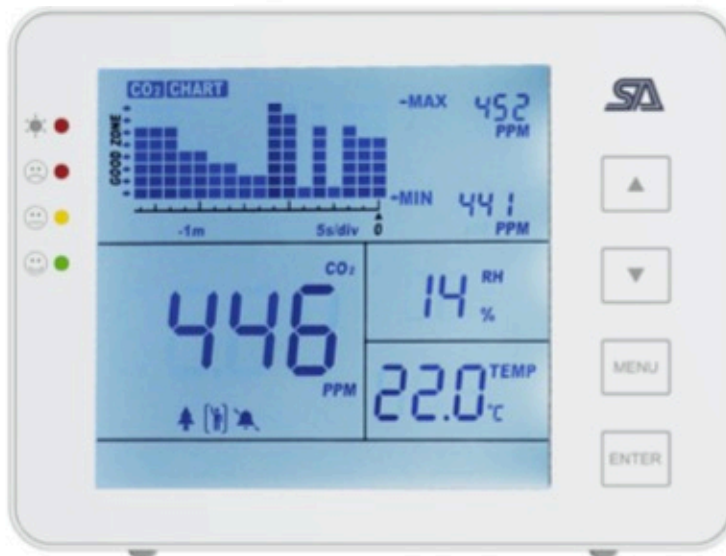 CO2 CHART
GOOD ZONE
-MAX 452 PPM
-MIN 441 PPM
-1m 5s/div 0
CO2
446
PPM
14 RH %
22.0 TEMP °C
SA
MENU
ENTER